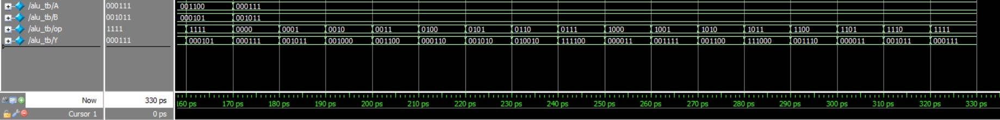 /alu_tb/A 000111 001100 000111
/alu_tb/B 001011 000101 001011
/alu_tb/op 1111 1111 0000 0001 0010 0011 0100 0101 0110 0111 1000 1001 1010 1011 1100 1101 1110 1111
/alu_tb/Y 000111 000101 000111 001011 001000 001100 000110 001010 010010 111100 000011 001111 001100 111000 001110 000011 001011 000111
Now 330 ps 160 ps 170 ps 180 ps 190 ps 200 ps 210 ps 220 ps 230 ps 240 ps 250 ps 260 ps 270 ps 280 ps 290 ps 300 ps 310 ps 320 ps 330 ps
Cursor 1 0 ps